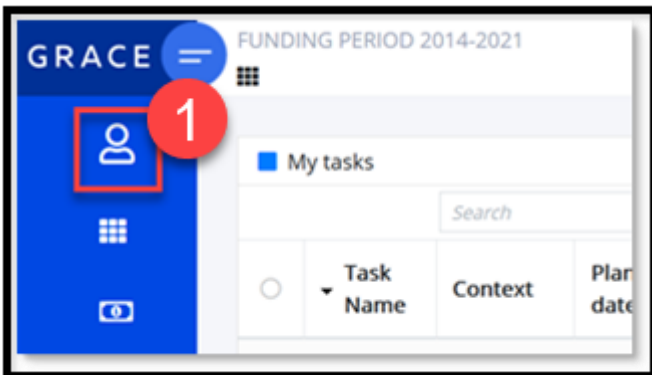 GRACE
FUNDING PERIOD 2014-2021
1
My tasks
Search
Task
Name
Context
Plan
date